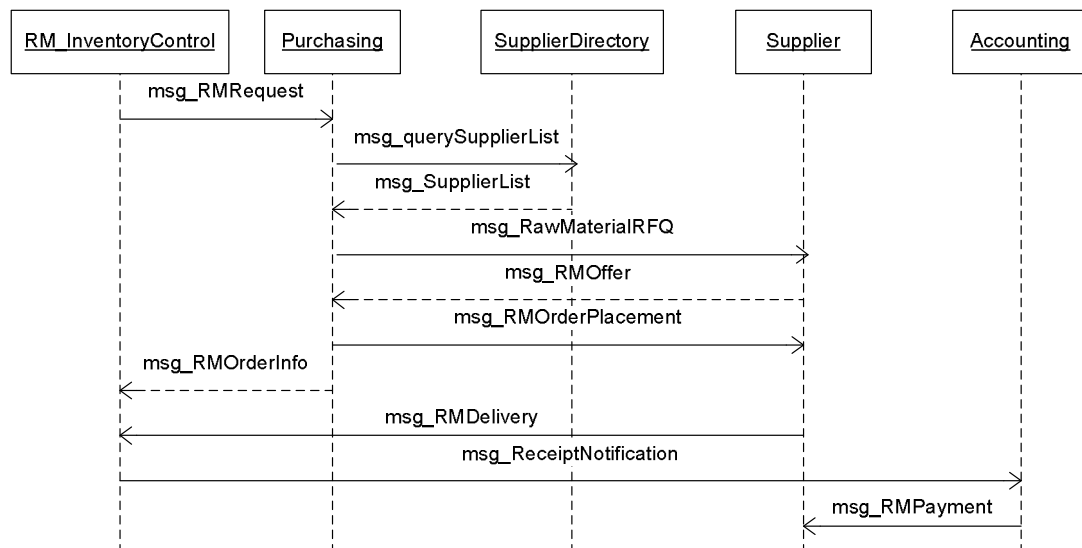 RM_InventoryControl
Purchasing
SupplierDirectory
Supplier
Accounting
msg_RMRequest
msg_querySupplierList
msg_SupplierList
msg_RawMaterialRFQ
msg_RMOffer
msg_RMOrderPlacement
msg_RMOrderInfo
msg_RMDelivery
msg_ReceiptNotification
msg_RMPayment